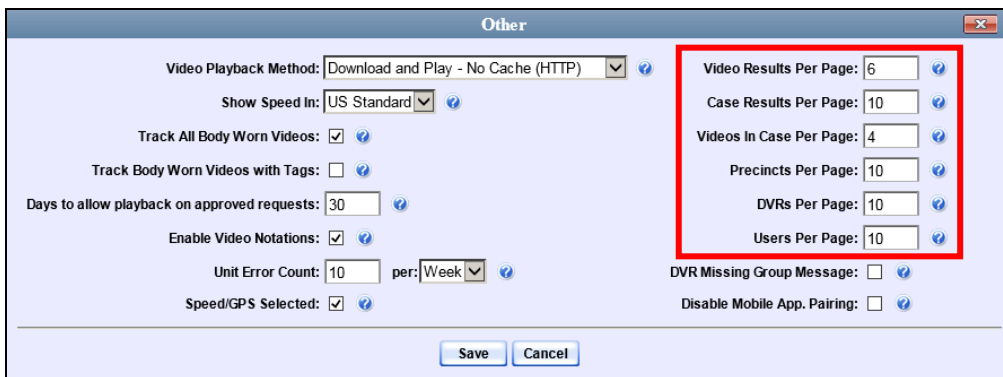 Other
Video Playback Method: Download and Play - No Cache (HTTP)
Show Speed In: US Standard
Track All Body Worn Videos:
Track Body Worn Videos with Tags:
Days to allow playback on approved requests: 30
Enable Video Notations:
Unit Error Count: 10 per: Week
Speed/GPS Selected:
Video Results Per Page: 6
Case Results Per Page: 10
Videos In Case Per Page: 4
Precincts Per Page: 10
DVRs Per Page: 10
Users Per Page: 10
DVR Missing Group Message:
Disable Mobile App. Pairing:
Save Cancel